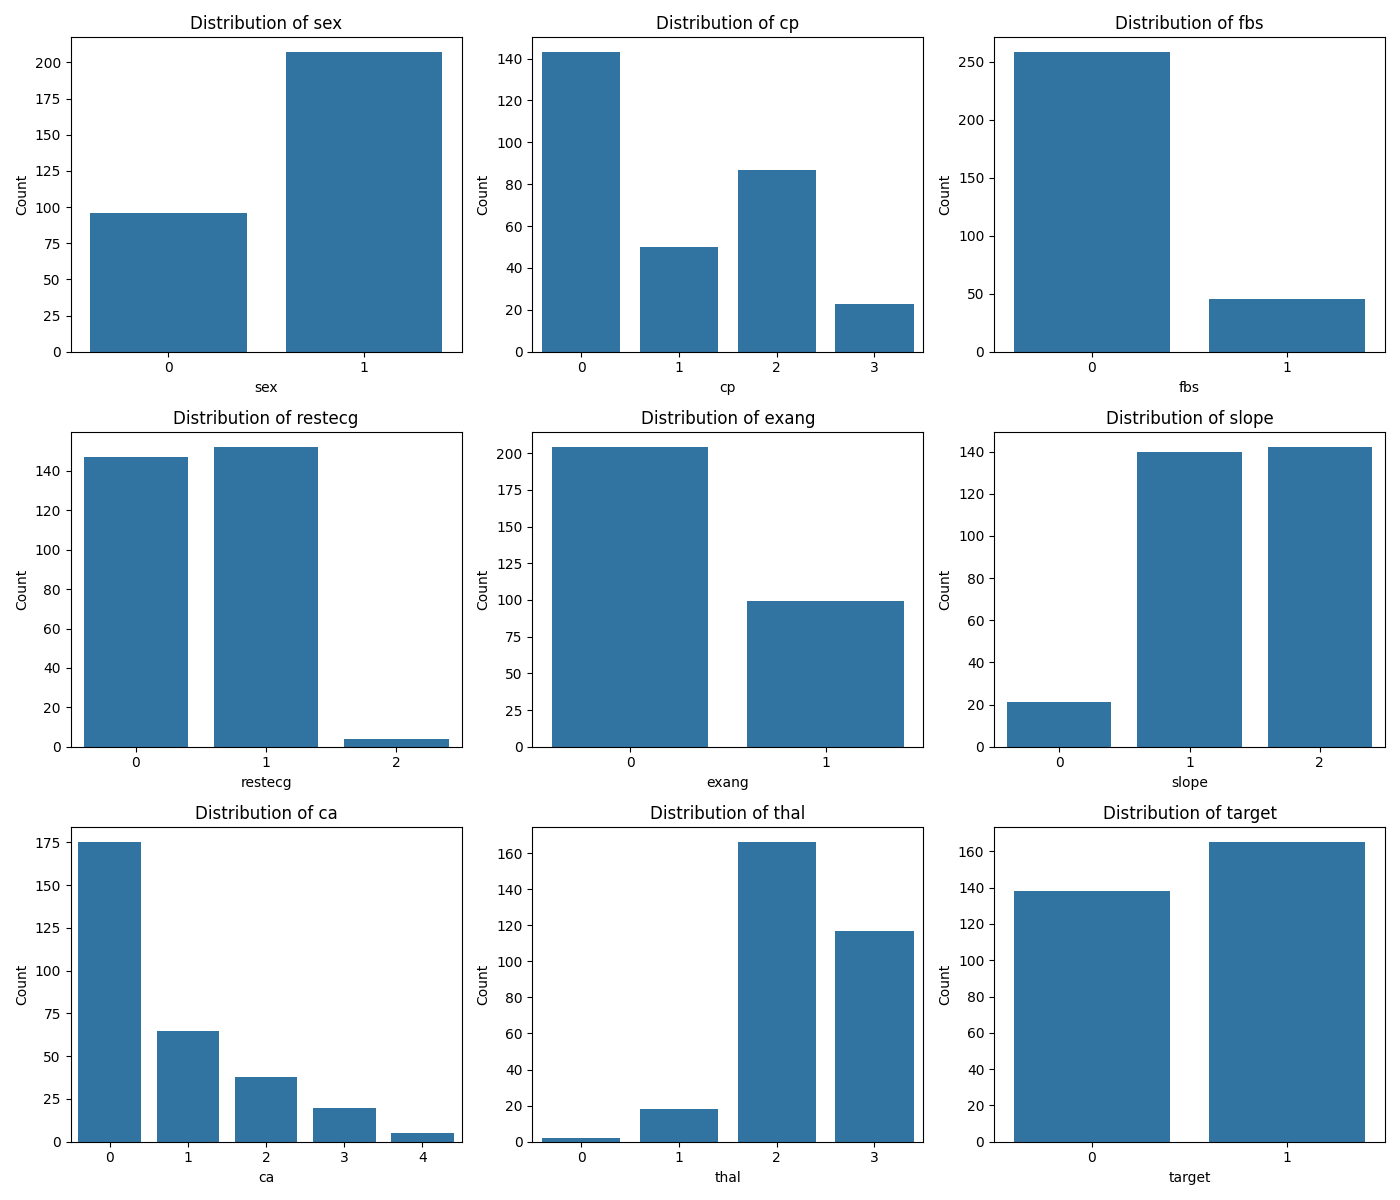 Distribution of sex
Count
200
175
150
125
100
75
50
25
0
0 1
sex
Distribution of cp
Count
140
120
100
80
60
40
20
0
0 1 2 3
cp
Distribution of fbs
Count
250
200
150
100
50
0
0 1
fbs
Distribution of restecg
Count
140
120
100
80
60
40
20
0
0 1 2
restecg
Distribution of exang
Count
200
175
150
125
100
75
50
25
0
0 1
exang
Distribution of slope
Count
140
120
100
80
60
40
20
0
0 1 2
slope
Distribution of ca
Count
175
150
125
100
75
50
25
0
0 1 2 3 4
ca
Distribution of thal
Count
160
140
120
100
80
60
40
20
0
0 1 2 3
thal
Distribution of target
Count
160
140
120
100
80
60
40
20
0
0 1
target